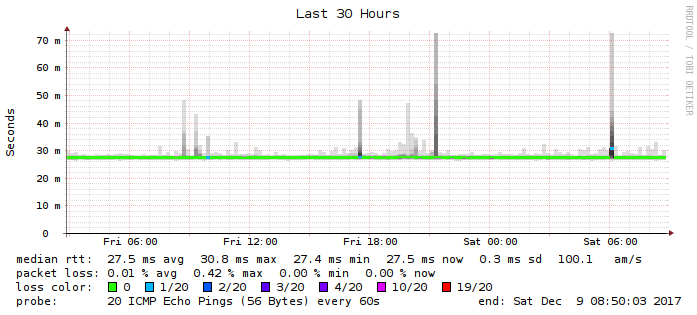 Last 30 Hours
RRDTOOL / TOBI OETIKER
Seconds
70 m
60 m
50 m
40 m
30 m
20 m
10 m
0
Fri 06:00 Fri 12:00 Fri 18:00 Sat 00:00 Sat 06:00
median rtt: 27.5 ms avg 30.8 ms max 27.4 ms min 27.5 ms now 0.3 ms sd 100.1 am/s
packet loss: 0.01 % avg 0.42 % max 0.00 % min 0.00 % now
loss color: 0 1/20 2/20 3/20 4/20 10/20 19/20
probe: 20 ICMP Echo Pings (56 Bytes) every 60s end: Sat Dec 9 08:50:03 2017